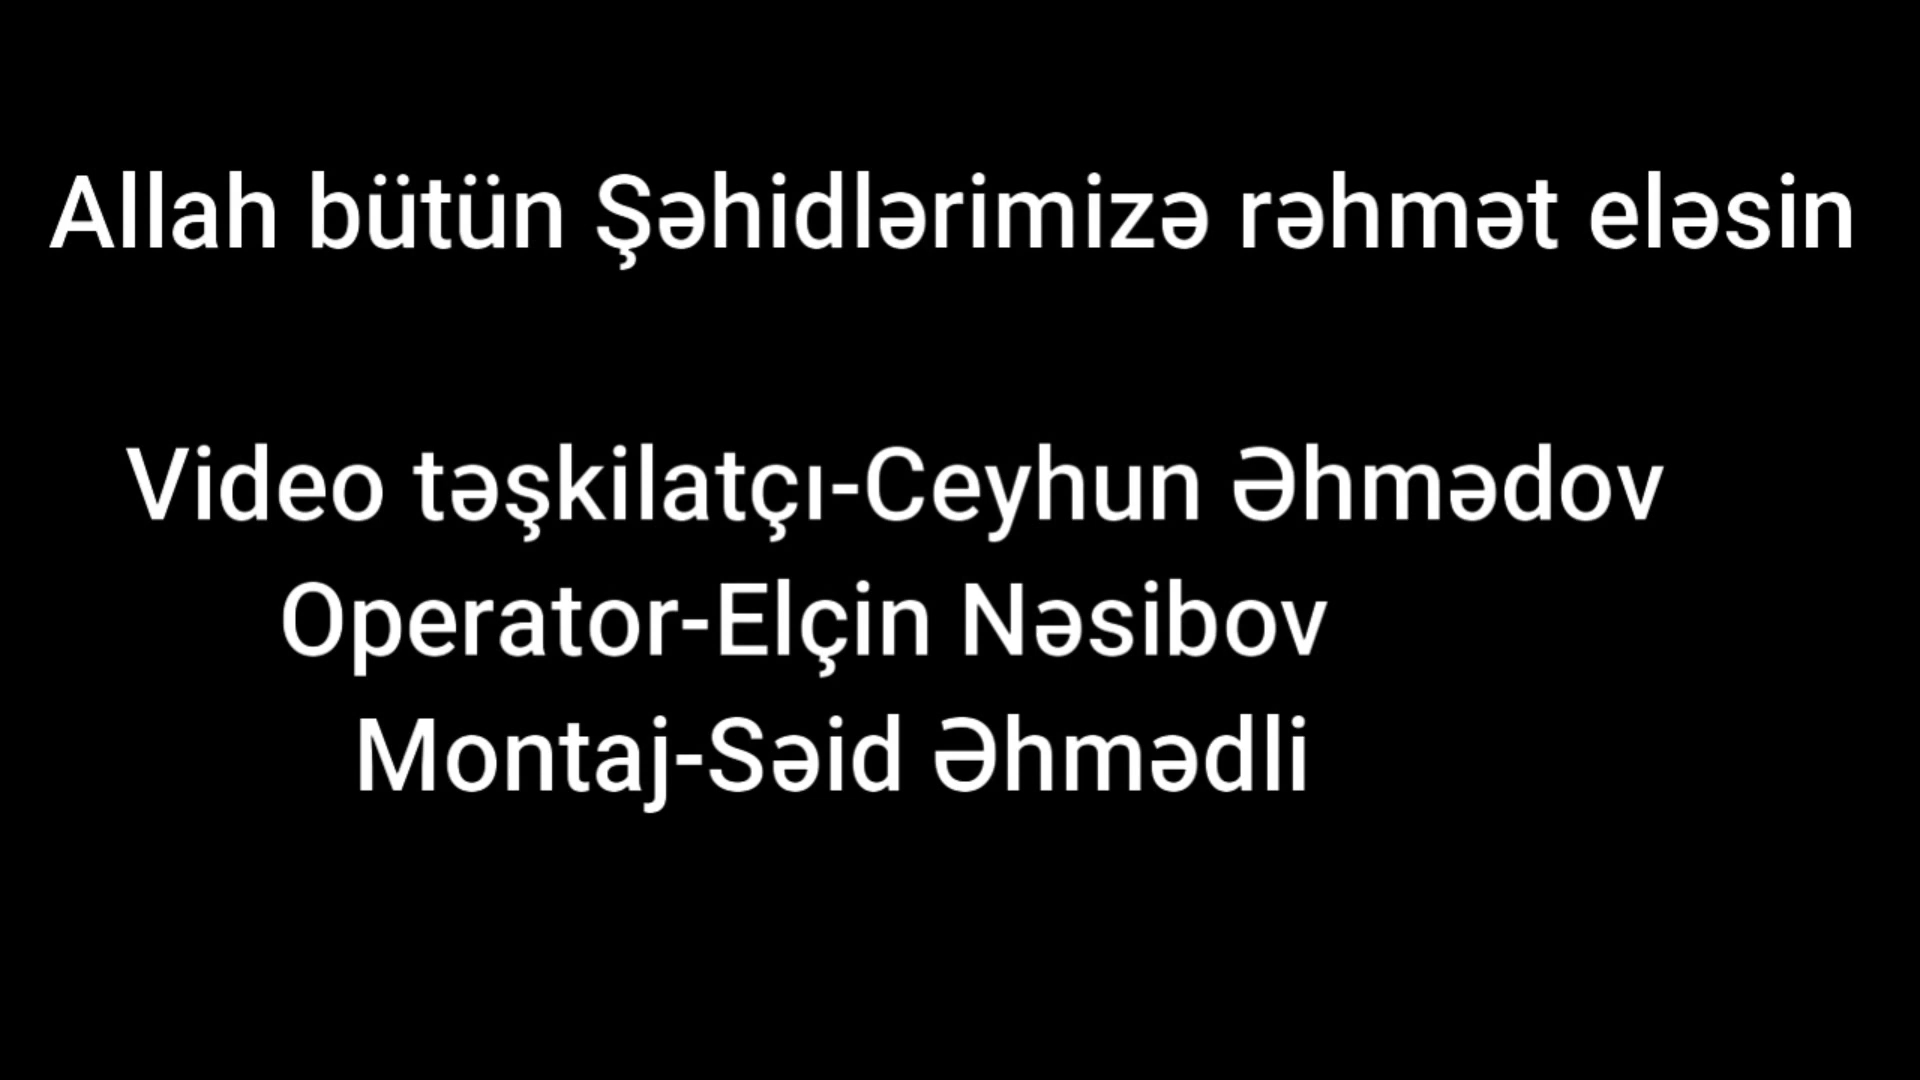 Allah bütün Şəhidlərimizə rəhmət eləsin
Video təşkilatçı-Ceyhun Əhmədov
Operator-Elçin Nəsibov
Montaj-Səid Əhmədli